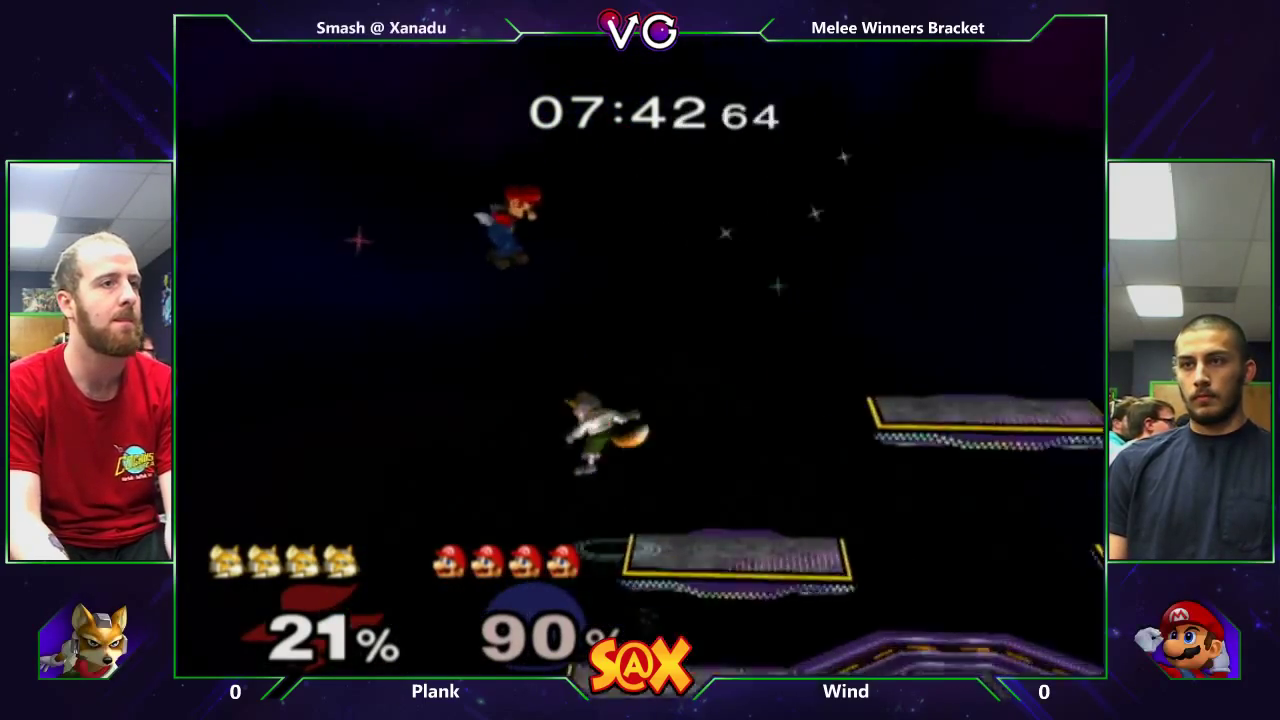 Smash @ Xanadu
VG
Melee Winners Bracket
07:42 64
21%
90%
S@X
0
Plank
Wind
0